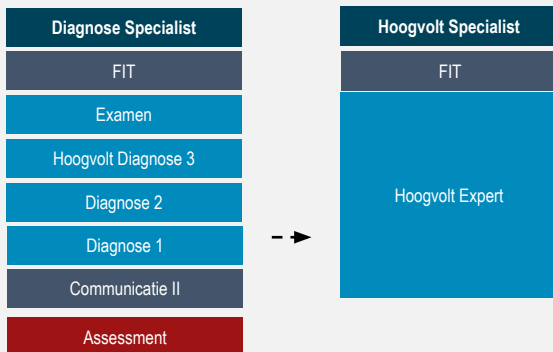 Diagnose Specialist
FIT
Examen
Hoogvolt Diagnose 3
Diagnose 2
Diagnose 1
Communicatie II
Assessment
Hoogvolt Specialist
FIT
Hoogvolt Expert